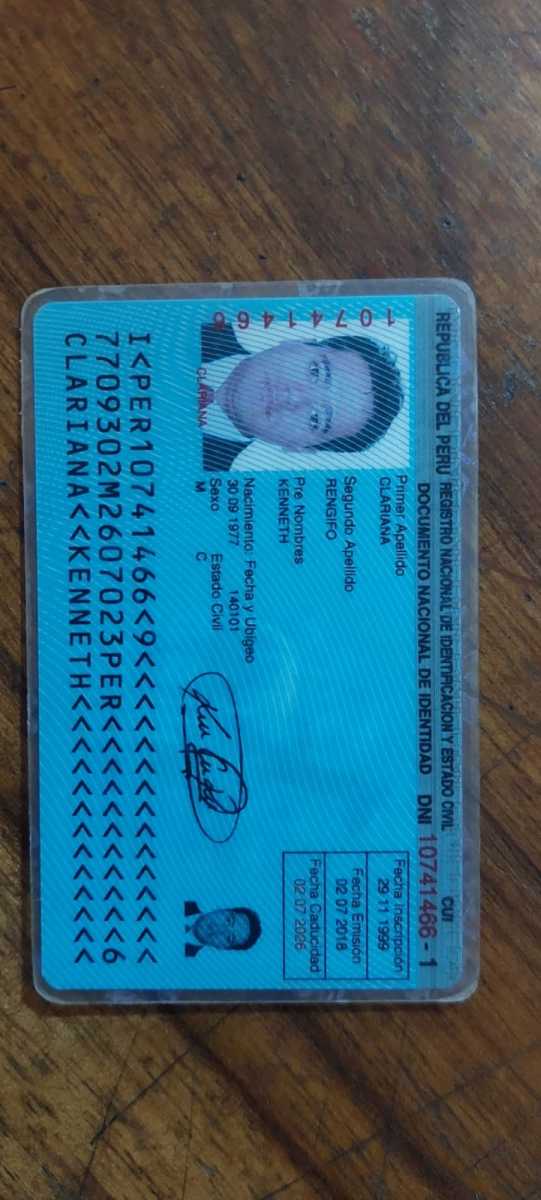 REPUBLICA DEL PERU REGISTRO NACIONAL DE IDENTIFICACION Y ESTADO CIVIL CUI
DOCUMENTO NACIONAL DE IDENTIDAD DNI 10741466 - 1
Primer Apellido
CLARIANA
Segundo Apellido
RENGIFO
Pre Nombres
KENNETH
Nacimiento: Fecha y Ubigeo
30 09 1977 140101
Sexo Estado Civil
M C
Fecha Inscripción
29 11 1999
Fecha Emisión
02 07 2018
Fecha Caducidad
02 07 2026
10741466
CLARIANA
I<PER10741466<9<<<<<<<<<<<<<<<
7709302M2607023PER<<<<<<<<<<<6
CLARIANA<<KENNETH<<<<<<<<<<<<<